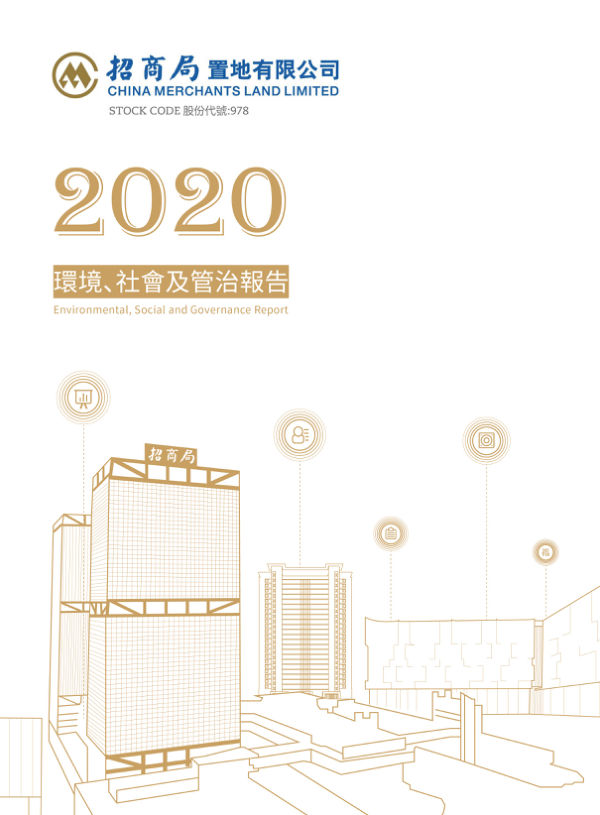 招商局置地有限公司
CHINA MERCHANTS LAND LIMITED
STOCK CODE 股份代號:978
2020
環境、社會及管治報告
Environmental, Social and Governance Report
招商局